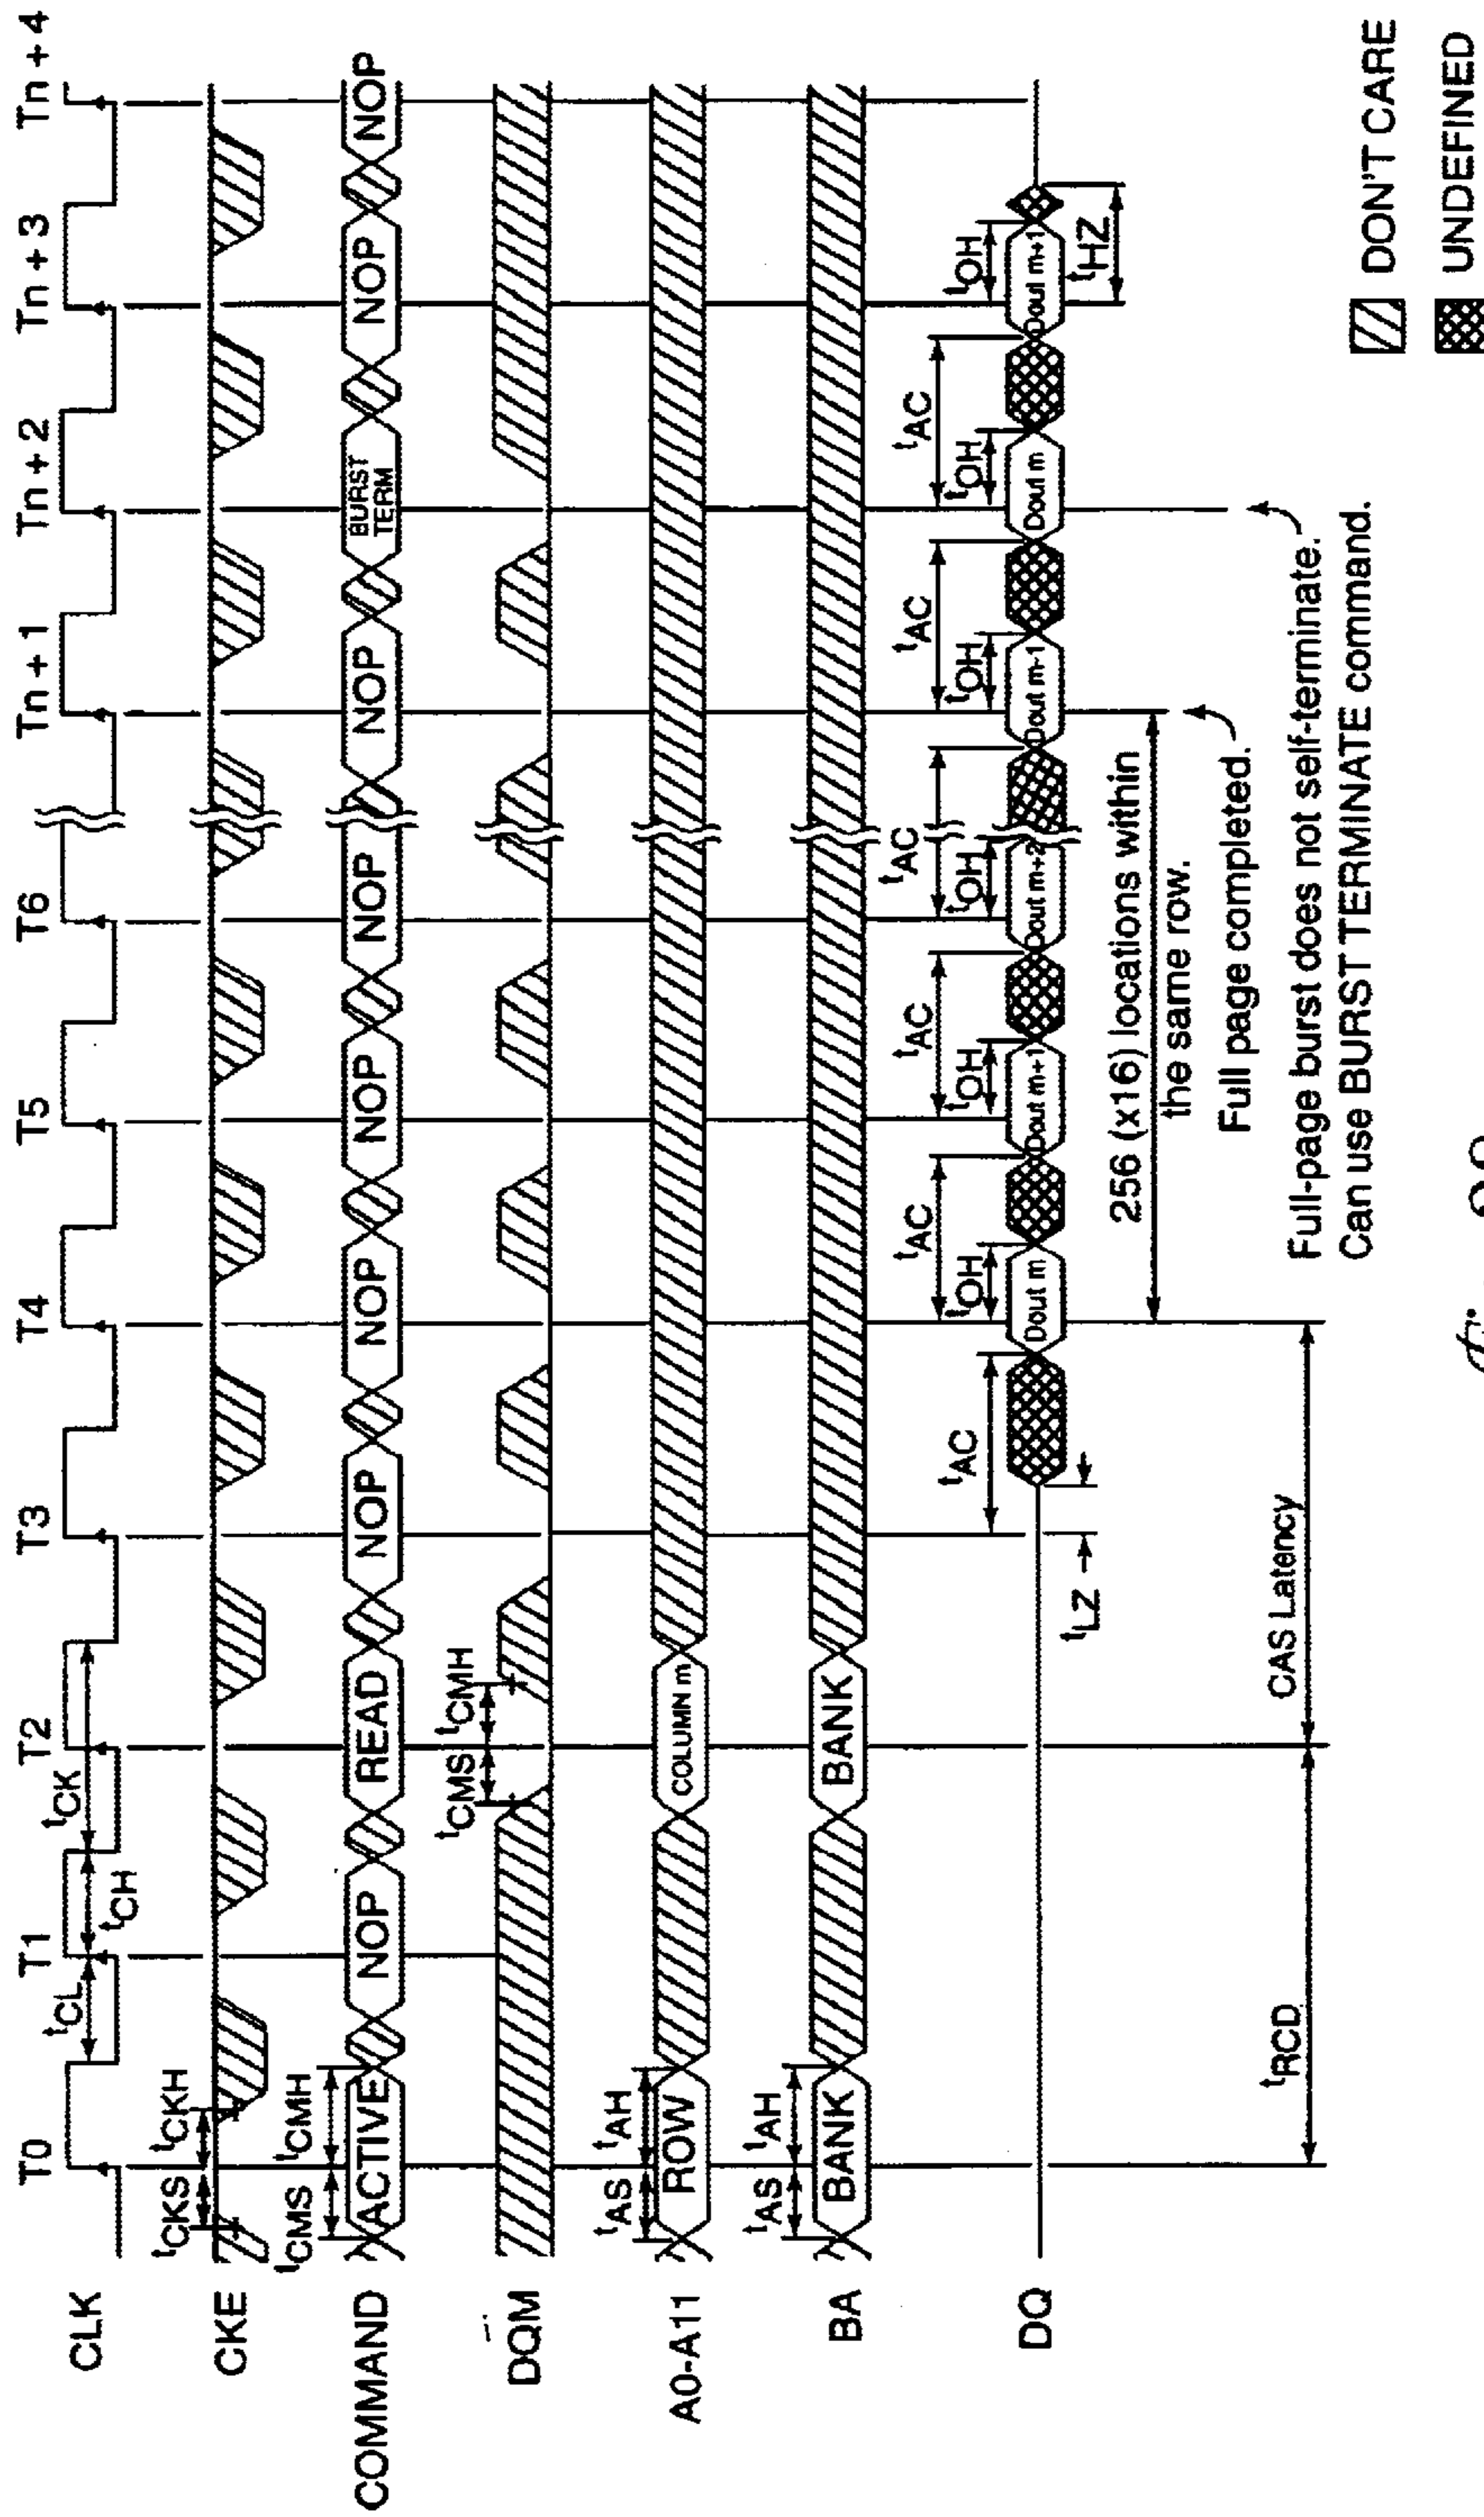 T0 T1 T2 T3 T4 T5 T6 Tn + 1 Tn + 2 Tn + 3 Tn + 4
CLK
tCL tCK
tCH
CKE
tCKS tCKH
COMMAND
tCMS tCMH
ACTIVE NOP READ NOP NOP NOP NOP NOP BURST TERM NOP NOP
DQM
tCMS tCMH
A0-A11
tAS tAH
ROW COLUMN m
BA
tAS tAH
BANK BANK
tAC tAC tAC tAC tAC tAC
tOH tOH tOH tOH tOH tOH
DQ
Dout m Dout m+1 Dout m+2 Dout m-1 Dout m Dout m+1
tLZ tHZ
256 (x16) locations within
the same row.
Full page completed.
tRCD CAS Latency
Full-page burst does not self-terminate.
Can use BURST TERMINATE command.
DON'T CARE
UNDEFINED